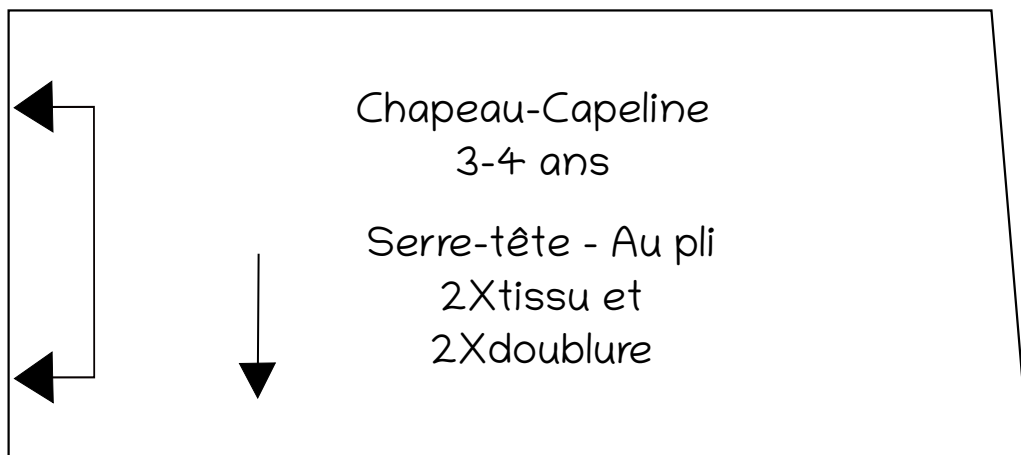 Chapeau-Capeline
3-4 ans
Serre-tête - Au pli
2Xtissu et
2Xdoublure